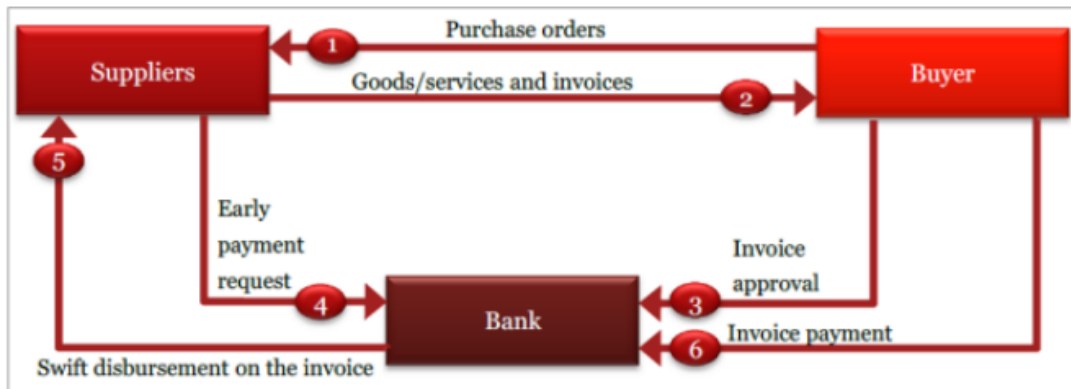 Purchase orders
1
Suppliers
Buyer
Goods/services and invoices
2
5
Early
payment
request
Invoice
approval
4
3
Bank
Invoice payment
6
Swift disbursement on the invoice